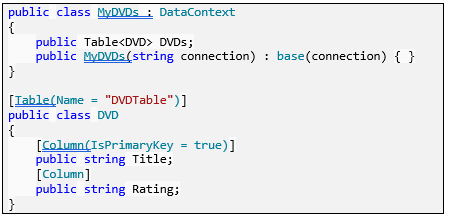 public class MyDVDs : DataContext
{
    public Table<DVD> DVDs;
    public MyDVDs(string connection) : base(connection) { }
}

[Table(Name = "DVDTable")]
public class DVD
{
    [Column(IsPrimaryKey = true)]
    public string Title;
    [Column]
    public string Rating;
}